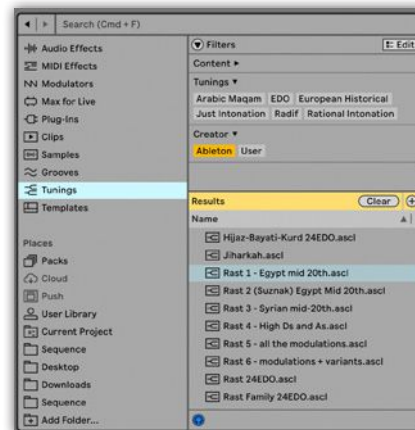 Search (Cmd + F)
Audio Effects
MIDI Effects
Modulators
Max for Live
Plug-Ins
Clips
Samples
Grooves
Tunings
Templates
Places
Packs
Cloud
Push
User Library
Current Project
Sequence
Desktop
Downloads
Sequence
Add Folder...
Filters
Edit
Content
Tunings
Arabic Maqam EDO European Historical
Just Intonation Radif Rational Intonation
Creator
Ableton User
Results Clear
Name
Hijaz-Bayati-Kurd 24EDO.ascl
Jiharkah.ascl
Rast 1 - Egypt mid 20th.ascl
Rast 2 (Suznak) Egypt Mid 20th.ascl
Rast 3 - Syrian mid-20th.ascl
Rast 4 - High Ds and As.ascl
Rast 5 - all the modulations.ascl
Rast 6 - modulations + variants.ascl
Rast 24EDO.ascl
Rast Family 24EDO.ascl